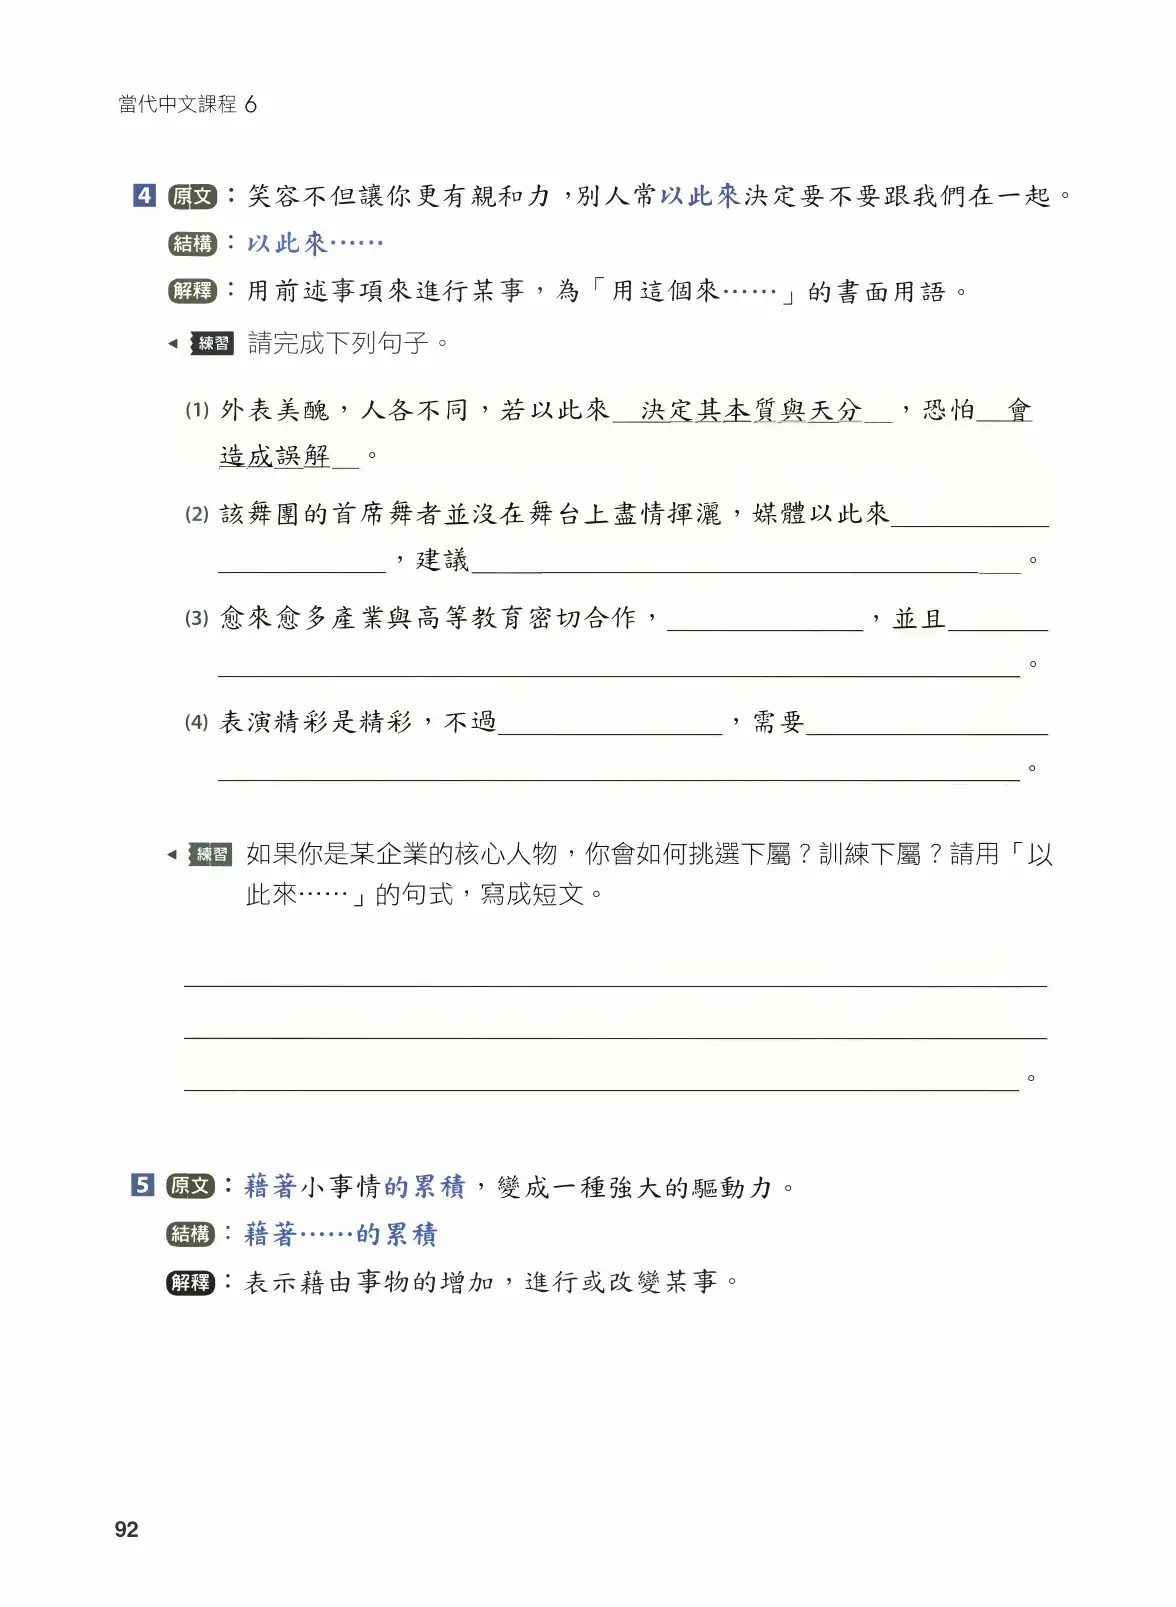 當代中文課程 6
4 原文：笑容不但讓你更有親和力，別人常以此來決定要不要跟我們在一起。
結構：以此來……
解釋：用前述事項來進行某事，為「用這個來……」的書面用語。
練習 請完成下列句子。
(1) 外表美醜，人各不同，若以此來 決定其本質與天分 ，恐怕 會
造成誤解 。
(2) 該舞團的首席舞者並沒在舞台上盡情揮灑，媒體以此來
，建議 。
(3) 愈來愈多產業與高等教育密切合作， ，並且
。
(4) 表演精彩是精彩，不過 ，需要
。
練習 如果你是某企業的核心人物，你會如何挑選下屬？訓練下屬？請用「以
此來……」的句式，寫成短文。
。
5 原文：藉著小事情的累積，變成一種強大的驅動力。
結構：藉著……的累積
解釋：表示藉由事物的增加，進行或改變某事。
92